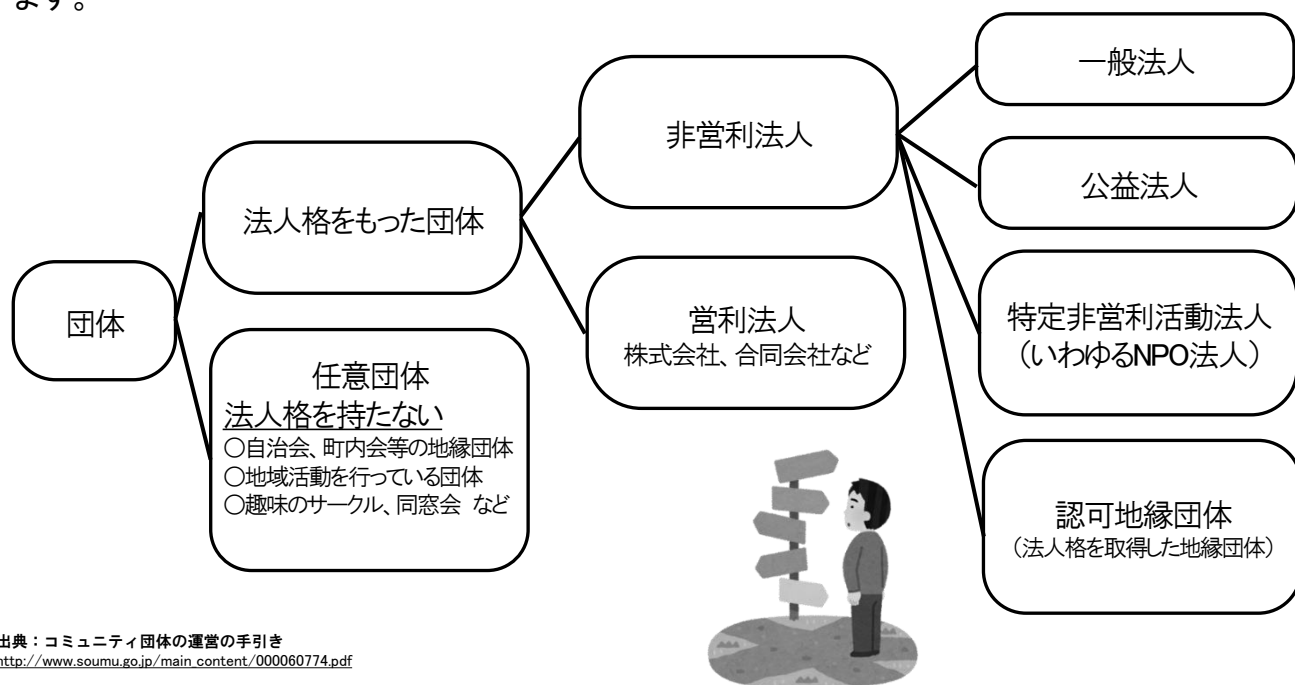 ます。
一般法人
非営利法人
公益法人
法人格をもった団体
団体
営利法人
株式会社、合同会社など
特定非営利活動法人
（いわゆるNPO法人）
任意団体
法人格を持たない
○自治会、町内会等の地縁団体
○地域活動を行っている団体
○趣味のサークル、同窓会 など
認可地縁団体
（法人格を取得した地縁団体）
出典：コミュニティ団体の運営の手引き
http://www.soumu.go.jp/main_content/000060774.pdf